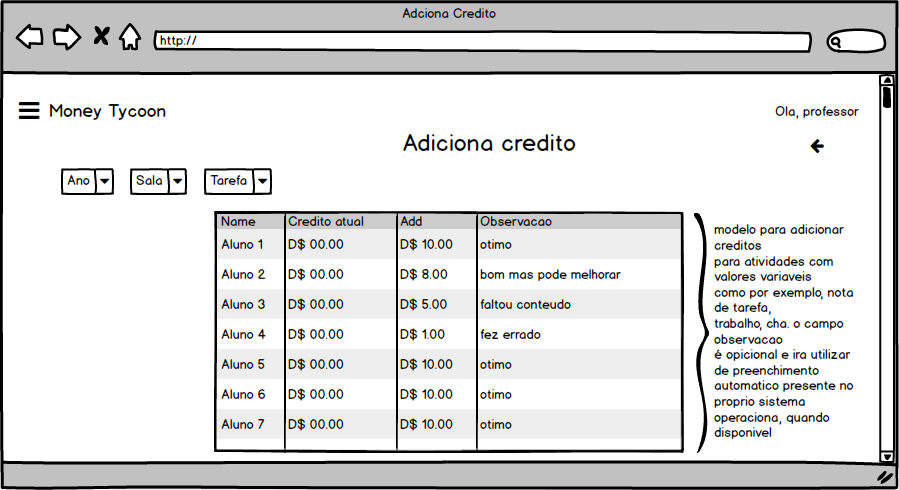 Adciona Credito
http://
Money Tycoon
Ola, professor
Adiciona credito
Ano Sala Tarefa
Name Credito atual Add Observacao
Aluno 1 D$ 00.00 D$ 10.00 otimo
Aluno 2 D$ 00.00 D$ 8.00 bom mas pode melhorar
Aluno 3 D$ 00.00 D$ 5.00 faltou conteudo
Aluno 4 D$ 00.00 D$ 1.00 fez errado
Aluno 5 D$ 00.00 D$ 10.00 otimo
Aluno 6 D$ 00.00 D$ 10.00 otimo
Aluno 7 D$ 00.00 D$ 10.00 otimo
modelo para adicionar
creditos
para atividades com
valores variaveis
como por exemplo, nota
de tarefa,
trabalho, cha. o campo
observacao
é opicional e ira utilizar
de preenchimento
automatico presente no
proprio sistema
operaciona, quando
disponivel